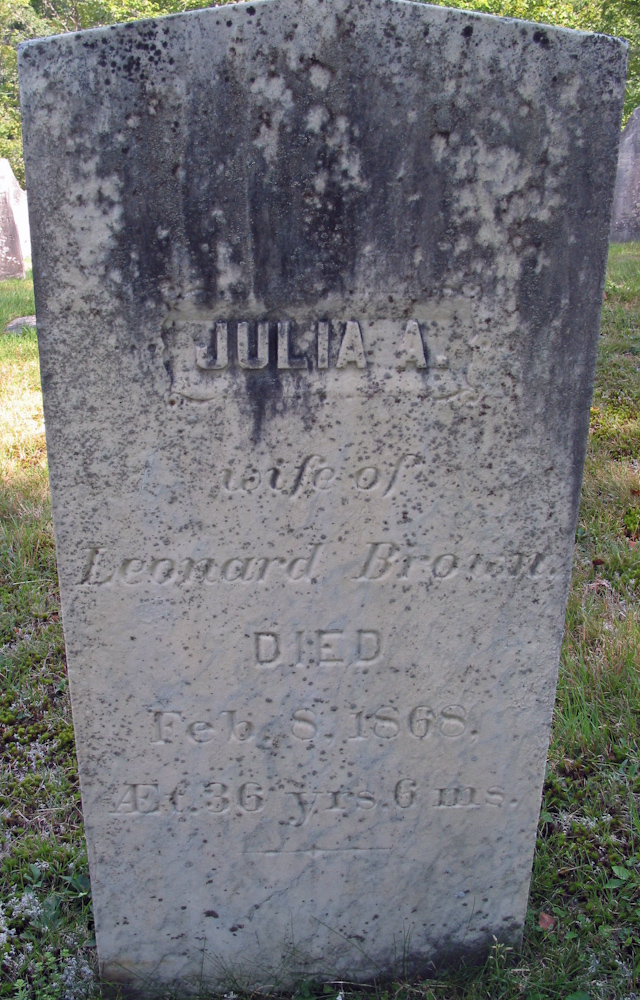 JULIA A.
wife of
Leonard Brown.
DIED
Feb. 8, 1868.
Æt. 36 yrs. 6 ms.